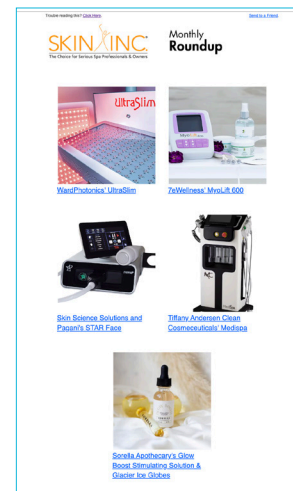 Trouble reading this? Click Here.
Send to a Friend.
SKIN INC.
The Choice for Serious Spa Professionals & Owners
Monthly
Roundup
UltraSlim
WardPhotonics' UltraSlim
7eWellness' MyoLift 600
Skin Science Solutions and
Pagani's STAR Face
Tiffany Andersen Clean
Cosmeceuticals' Medispa
Sorella Apothecary's Glow
Boost Stimulating Solution &
Glacier Ice Globes